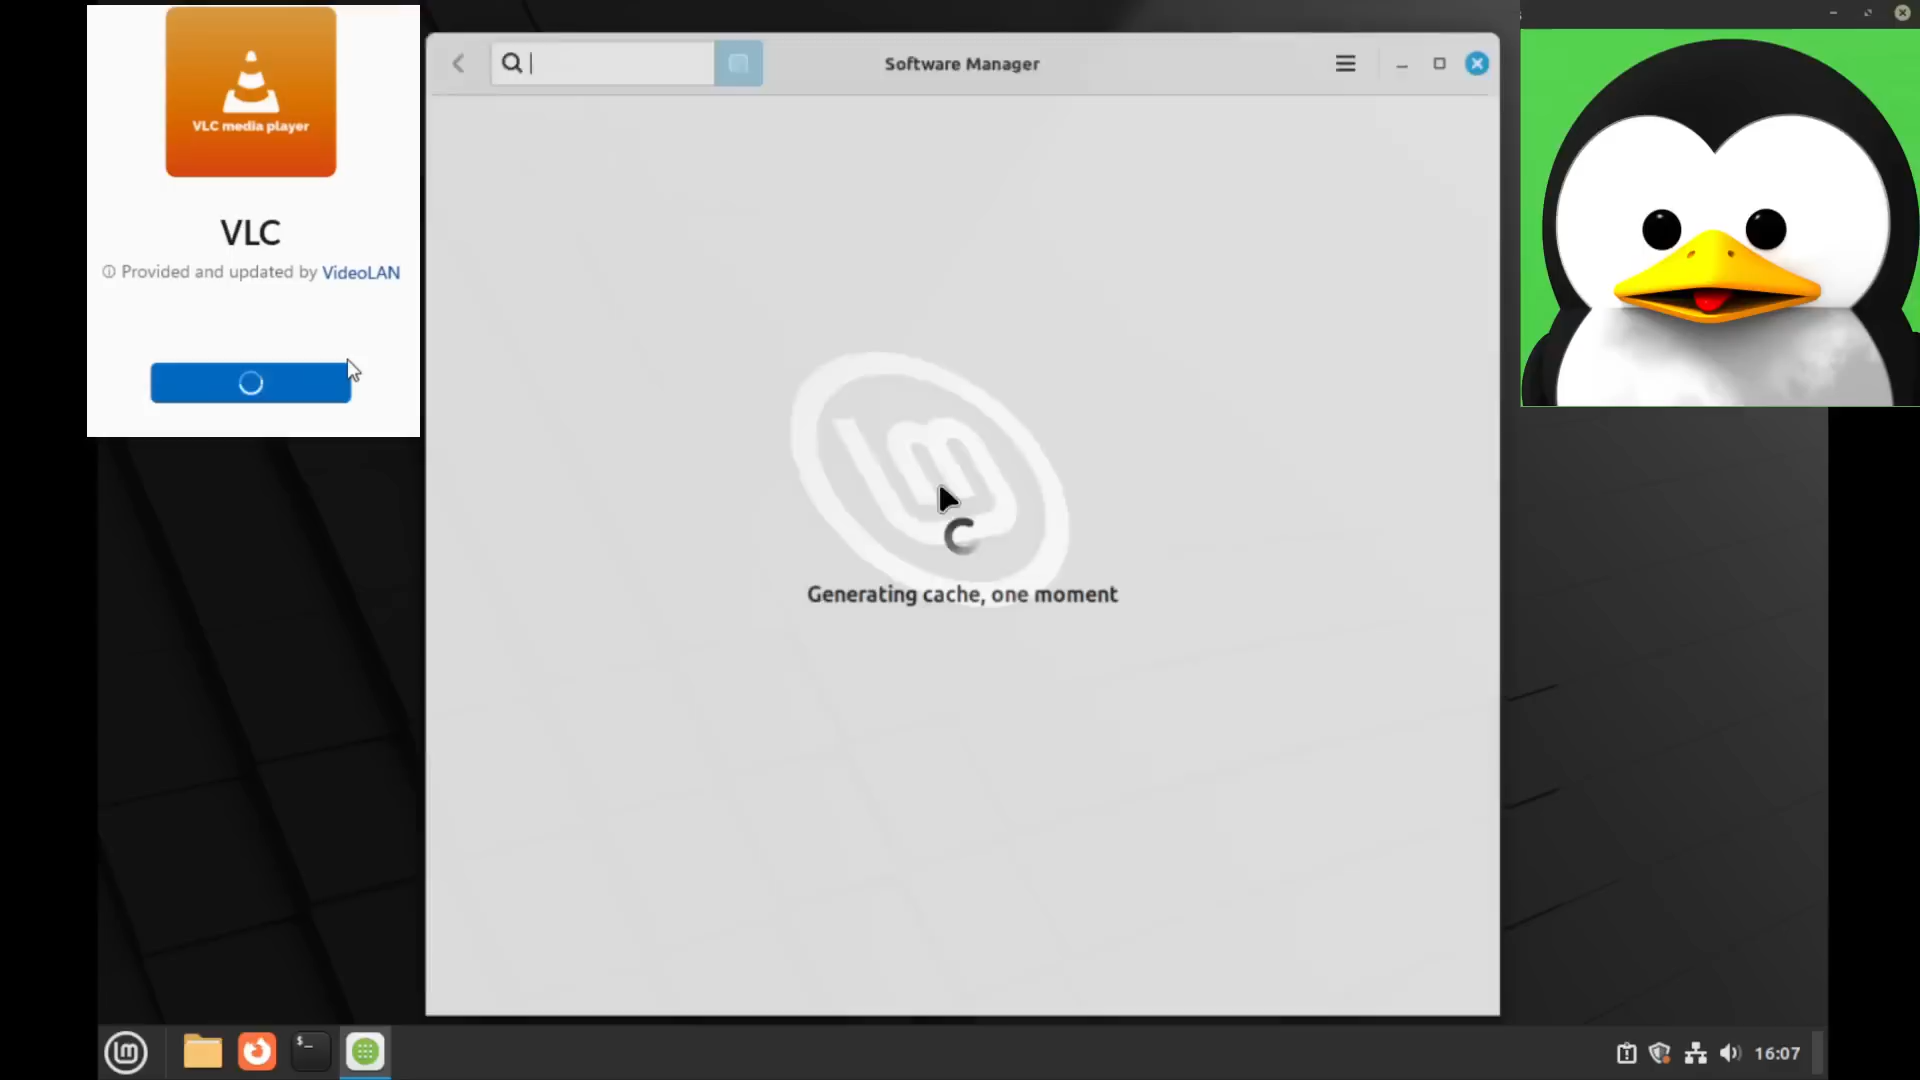 VLC media player
VLC
Provided and updated by VideoLAN
Software Manager
Generating cache, one moment
$_
16:07